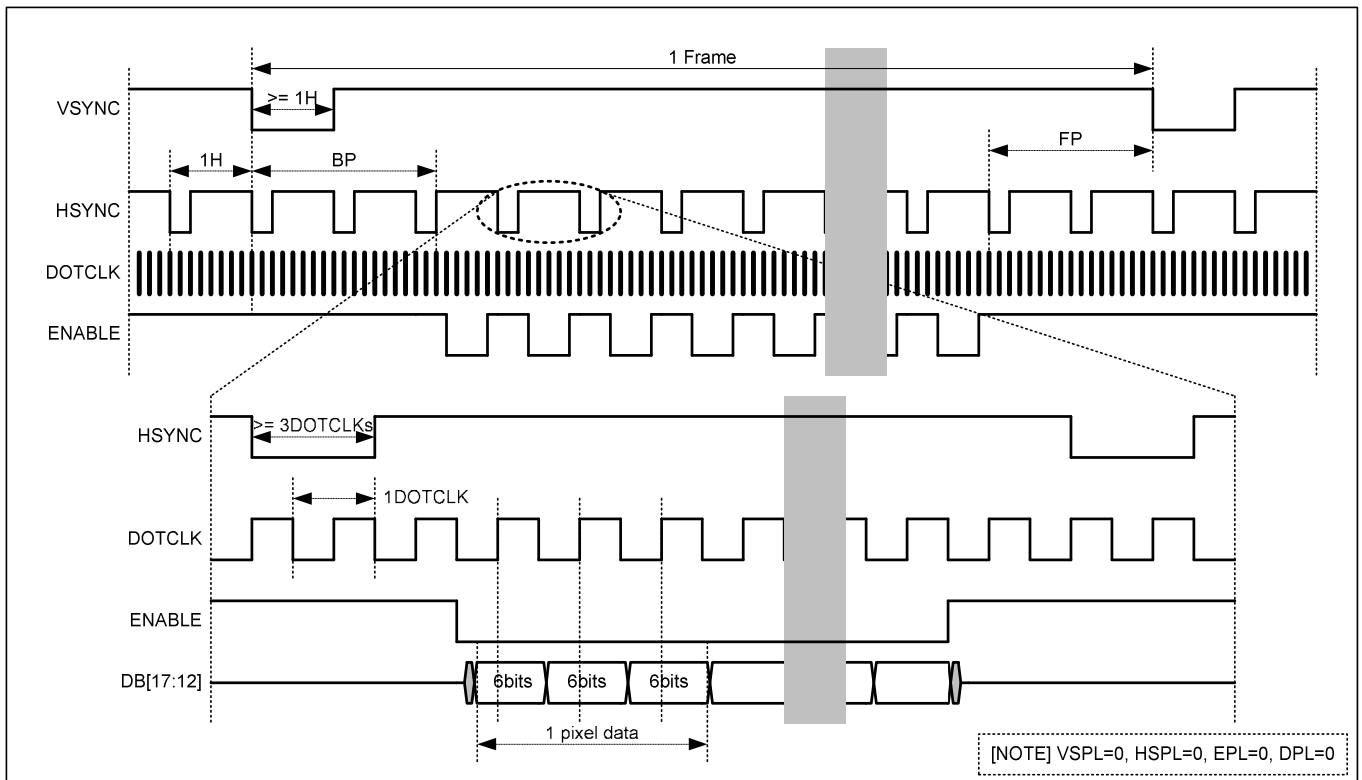 1 Frame
VSYNC
>= 1H
1H
BP
FP
HSYNC
DOTCLK
ENABLE
HSYNC
>= 3DOTCLKs
1DOTCLK
DOTCLK
ENABLE
DB[17:12]
6bits
6bits
6bits
1 pixel data
[NOTE] VSPL=0, HSPL=0, EPL=0, DPL=0